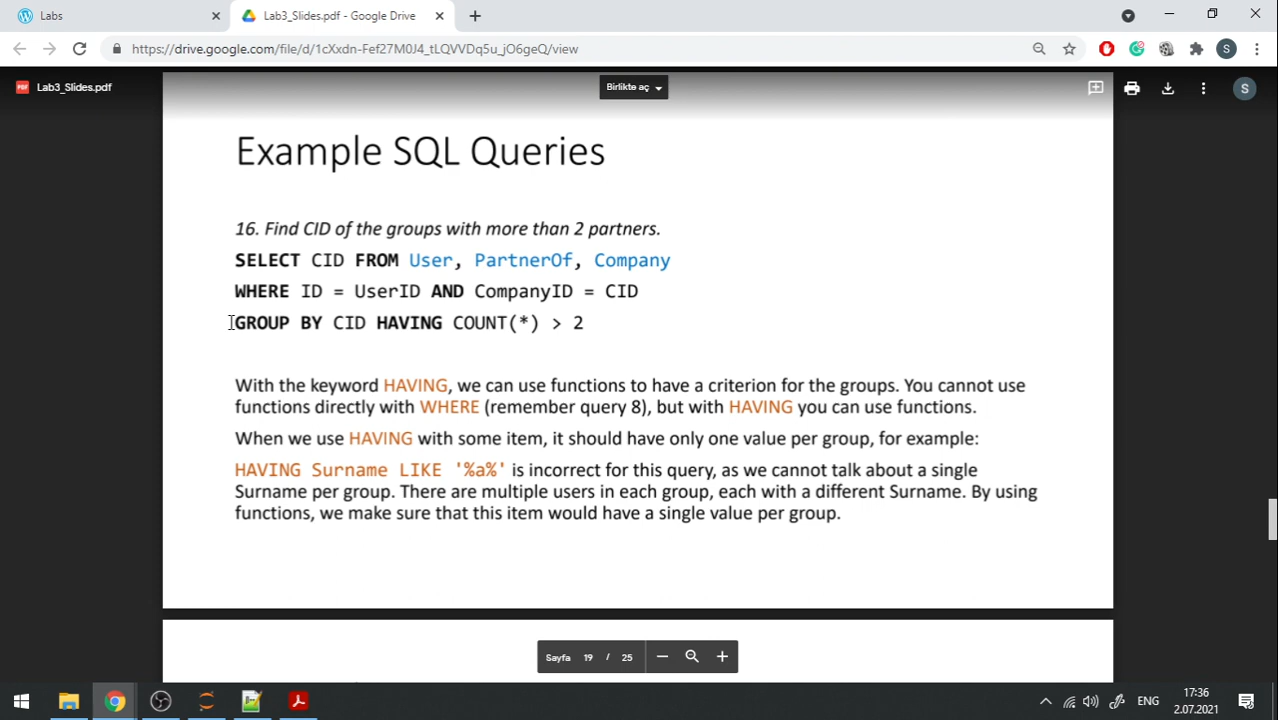 Labs
Lab3_Slides.pdf - Google Drive
https://drive.google.com/file/d/1cXxdn-Fef27M0J4_tLQVVDq5u_jO6geQ/view
S
PDF
Lab3_Slides.pdf
Birlikte aç
S
Example SQL Queries
16. Find CID of the groups with more than 2 partners.
SELECT CID FROM User, PartnerOf, Company
WHERE ID = UserID AND CompanyID = CID
GROUP BY CID HAVING COUNT(*) > 2
With the keyword HAVING, we can use functions to have a criterion for the groups. You cannot use
functions directly with WHERE (remember query 8), but with HAVING you can use functions.
When we use HAVING with some item, it should have only one value per group, for example:
HAVING Surname LIKE '%a%' is incorrect for this query, as we cannot talk about a single
Surname per group. There are multiple users in each group, each with a different Surname. By using
functions, we make sure that this item would have a single value per group.
Sayfa 19 / 25
ENG
17:36
2.07.2021